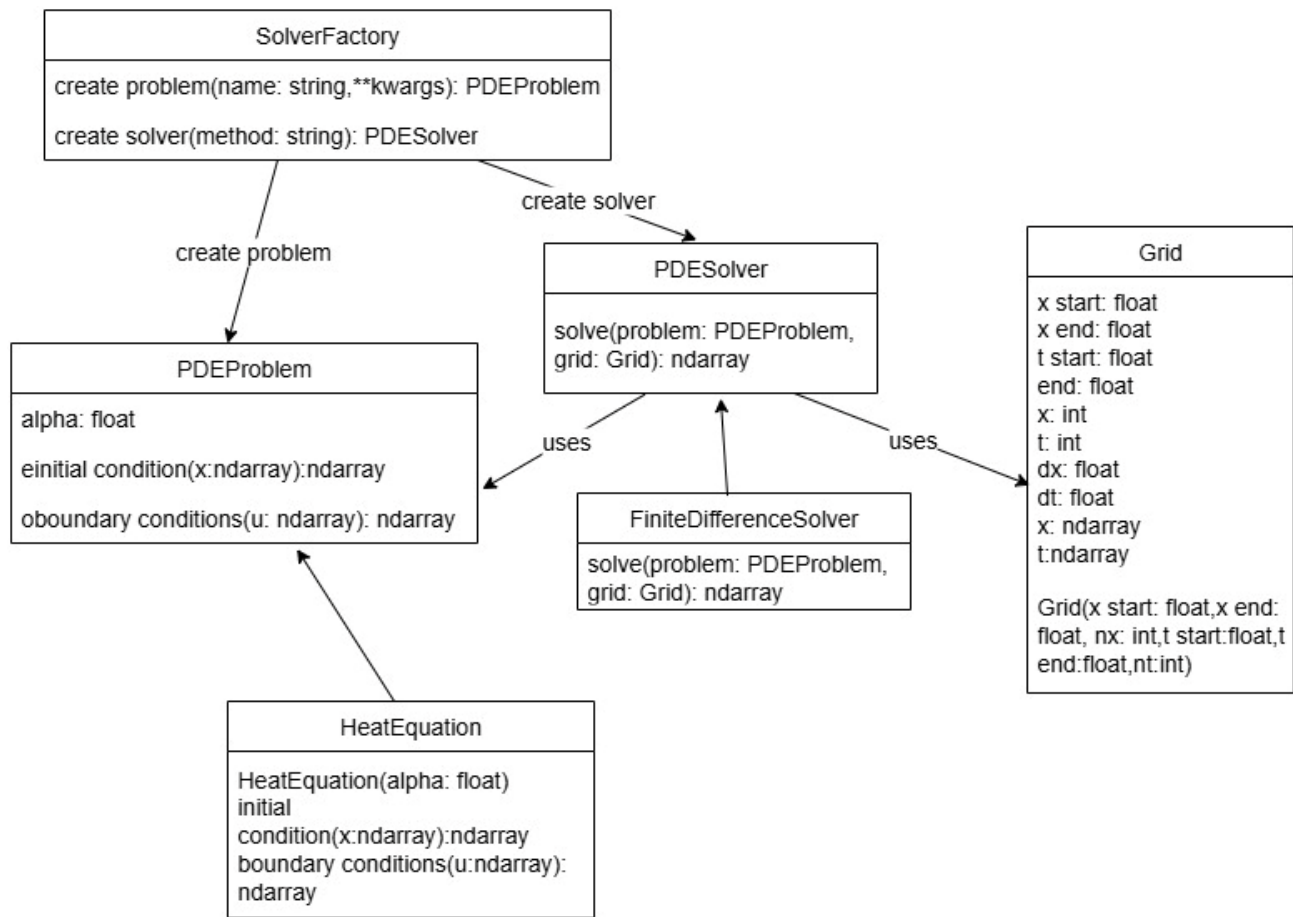 SolverFactory
create problem(name: string,**kwargs): PDEProblem
create solver(method: string): PDESolver
create solver
create problem
PDESolver
solve(problem: PDEProblem,
grid: Grid): ndarray
Grid
x start: float
x end: float
t start: float
end: float
x: int
t: int
dx: float
dt: float
x: ndarray
t:ndarray
Grid(x start: float,x end:
float, nx: int,t start:float,t
end:float,nt:int)
PDEProblem
alpha: float
einitial condition(x:ndarray):ndarray
oboundary conditions(u: ndarray): ndarray
uses
uses
FiniteDifferenceSolver
solve(problem: PDEProblem,
grid: Grid): ndarray
HeatEquation
HeatEquation(alpha: float)
initial
condition(x:ndarray):ndarray
boundary conditions(u:ndarray):
ndarray